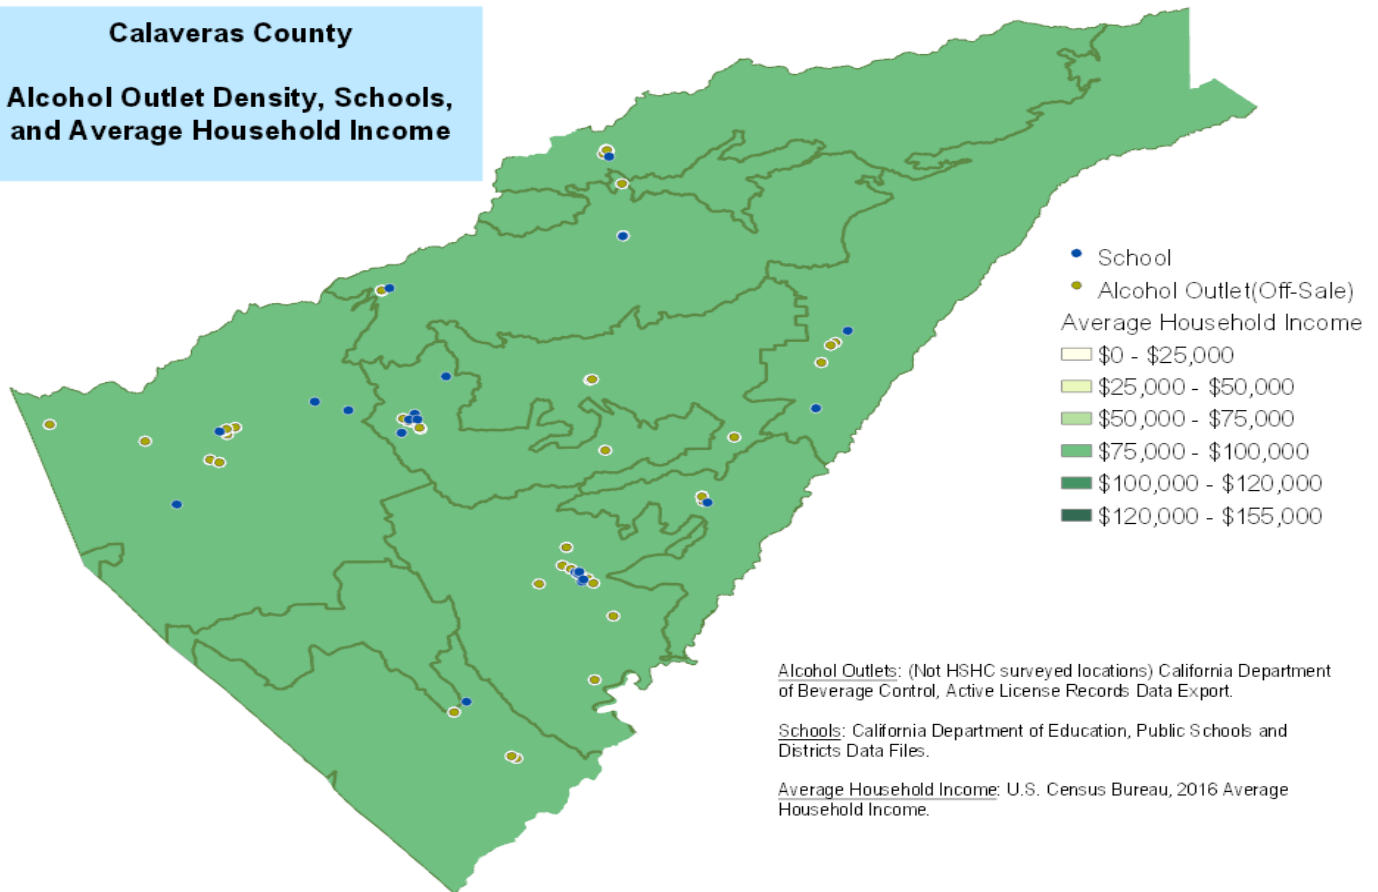 Calaveras County
Alcohol Outlet Density, Schools,
and Average Household Income
School
Alcohol Outlet(Off-Sale)
Average Household Income
$0 - $25,000
$25,000 - $50,000
$50,000 - $75,000
$75,000 - $100,000
$100,000 - $120,000
$120,000 - $155,000
Alcohol Outlets: (Not HSHC surveyed locations) California Department
of Beverage Control, Active License Records Data Export.
Schools: California Department of Education, Public Schools and
Districts Data Files.
Average Household Income: U.S. Census Bureau, 2016 Average
Household Income.